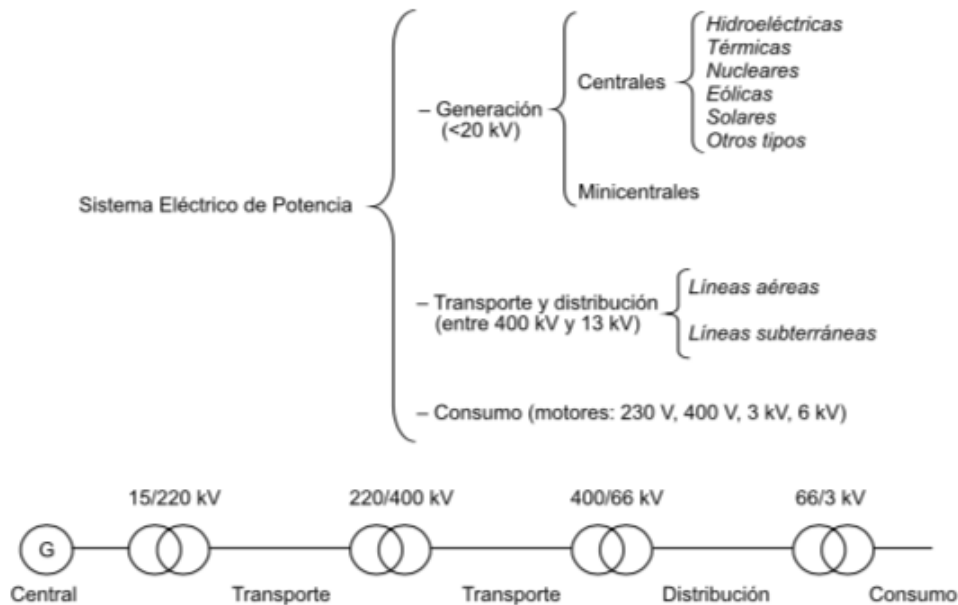 Hidroeléctricas
Térmicas
Centrales
Nucleares
– Generación
(<20 kV)
Eólicas
Solares
Otros tipos
Minicentrales
Sistema Eléctrico de Potencia
– Transporte y distribución
(entre 400 kV y 13 kV)
Líneas aéreas
Líneas subterráneas
– Consumo (motores: 230 V, 400 V, 3 kV, 6 kV)
15/220 kV 220/400 kV 400/66 kV 66/3 kV
G
Central Transporte Transporte Distribución Consumo